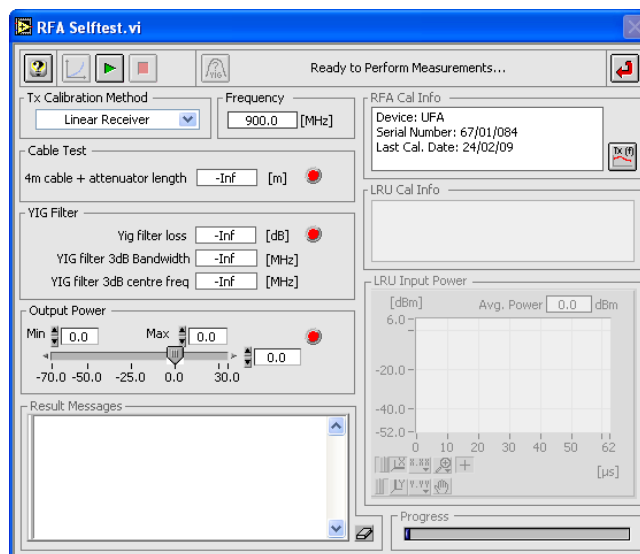 RFA Selftest.vi
Ready to Perform Measurements...
YIG
Tx Calibration Method
Linear Receiver
Frequency
900.0 [MHz]
Cable Test
4m cable + attenuator length -Inf [m]
YIG Filter
Yig filter loss -Inf [dB]
YIG filter 3dB Bandwidth -Inf [MHz]
YIG filter 3dB centre freq -Inf [MHz]
Output Power
Min 0.0 Max 0.0
0.0
-70.0 -50.0 -25.0 0.0 30.0
Result Messages
RFA Cal Info
Device: UFA
Serial Number: 67/01/084
Last Cal. Date: 24/02/09
Tx (f)
LRU Cal Info
LRU Input Power
[dBm] Avg. Power 0.0 dBm
6.0
-20.0
-40.0
-52.0
0 10 20 30 40 50 62
[µs]
X X.XX
Y Y.YY
Progress